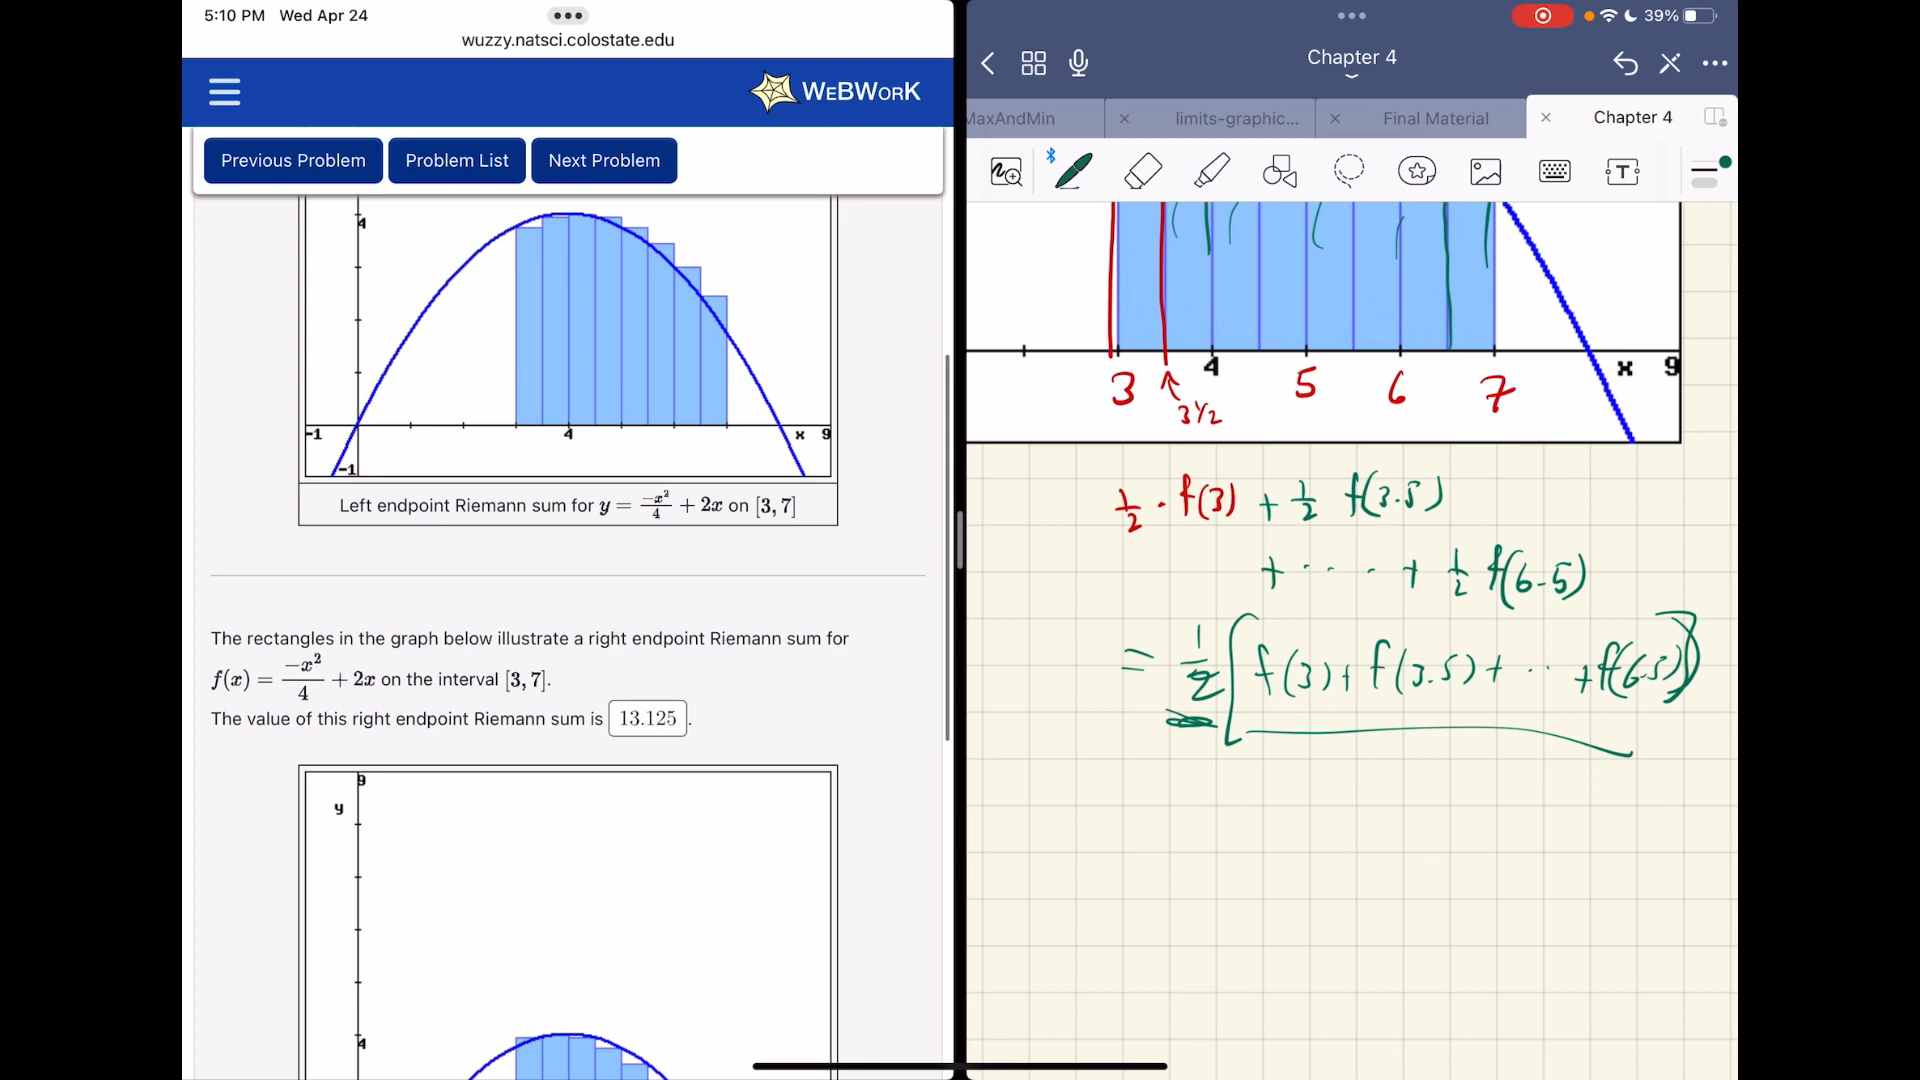 5:10 PM Wed Apr 24
wuzzy.natsci.colostate.edu
WEBWORK
Previous Problem Problem List Next Problem
4
-1 4 x 9
-1
Left endpoint Riemann sum for y = -x²/4 + 2x on [3, 7]
The rectangles in the graph below illustrate a right endpoint Riemann sum for
f(x) = -x²/4 + 2x on the interval [3, 7].
The value of this right endpoint Riemann sum is 13.125 .
9
y
4
39%
Chapter 4
MaxAndMin × limits-graphic... × Final Material × Chapter 4
T
4 x 9
3 5 6 7
↑
3 1/2
1/2 · f(3) + 1/2 f(3.5)
+ ···· + 1/2 f(6.5)
= 1/2 [ f(3) + f(3.5) + ·· + f(6.5) ]